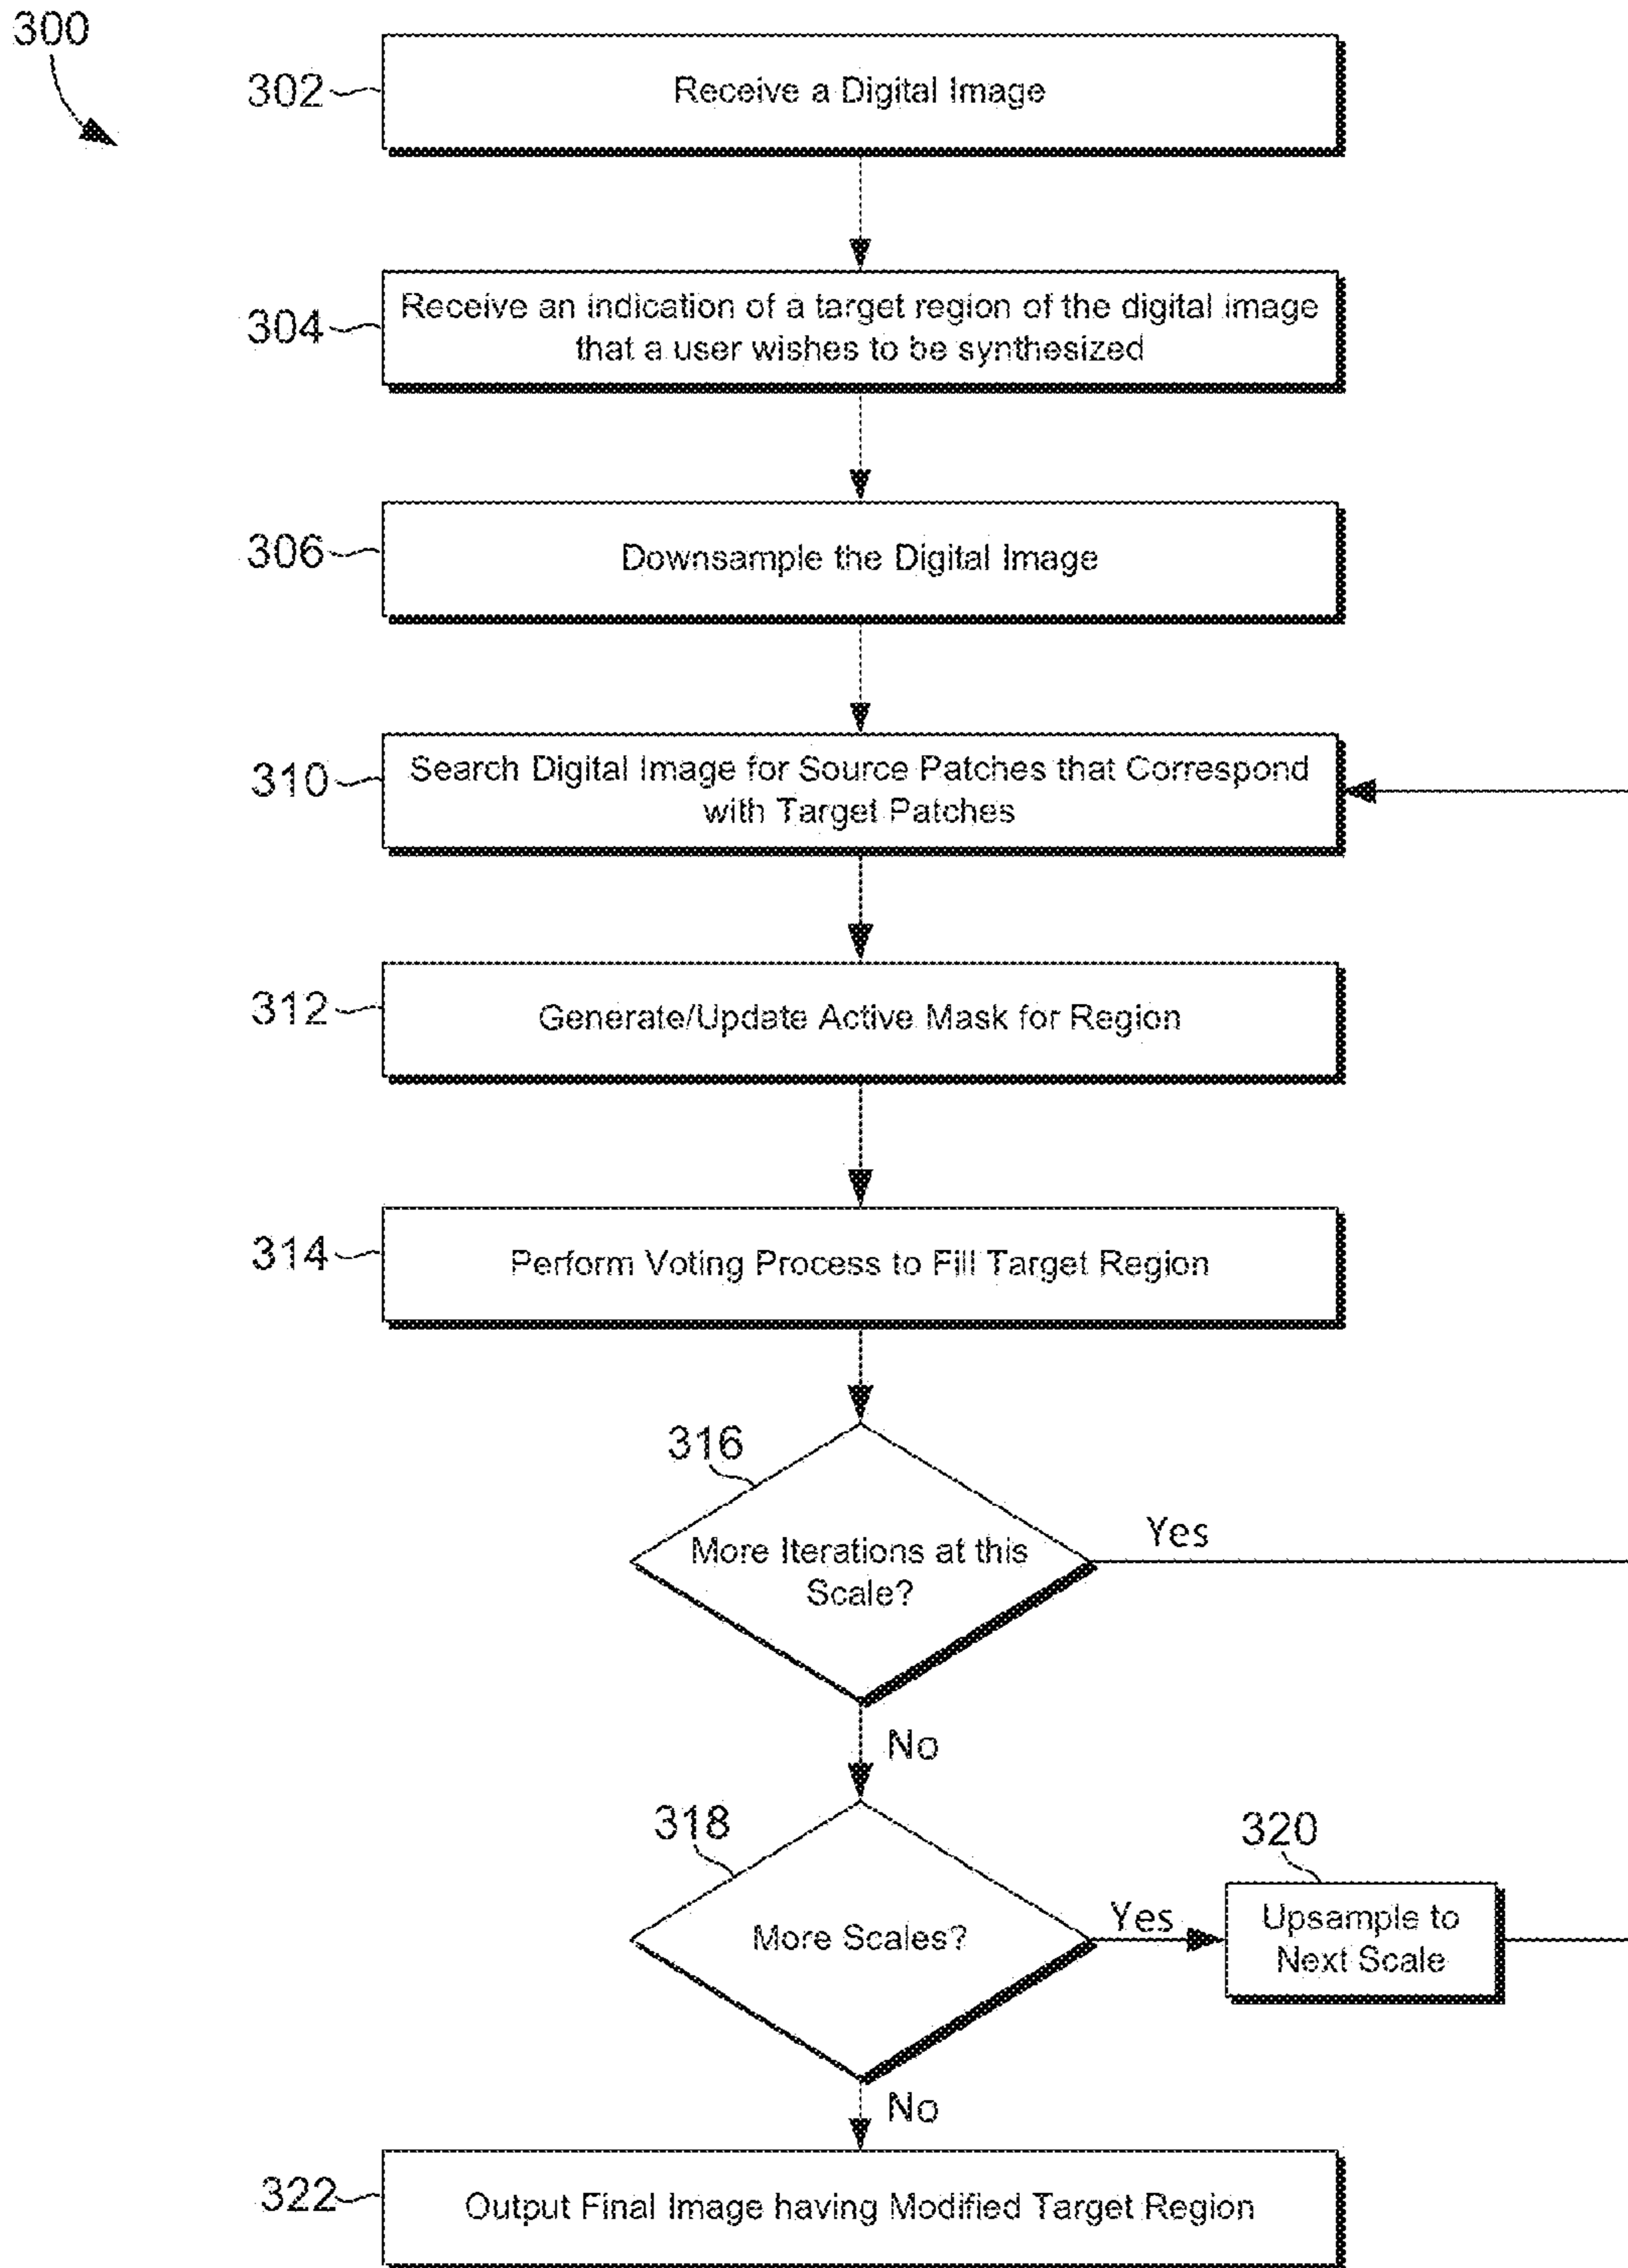 300
302
Receive a Digital Image
304
Receive an indication of a target region of the digital image
that a user wishes to be synthesized
306
Downsample the Digital Image
310
Search Digital Image for Source Patches that Correspond
with Target Patches
312
Generate/Update Active Mask for Region
314
Perform Voting Process to Fill Target Region
316
More Iterations at this
Scale?
Yes
No
318
More Scales?
Yes
320
Upsample to
Next Scale
No
322
Output Final Image having Modified Target Region